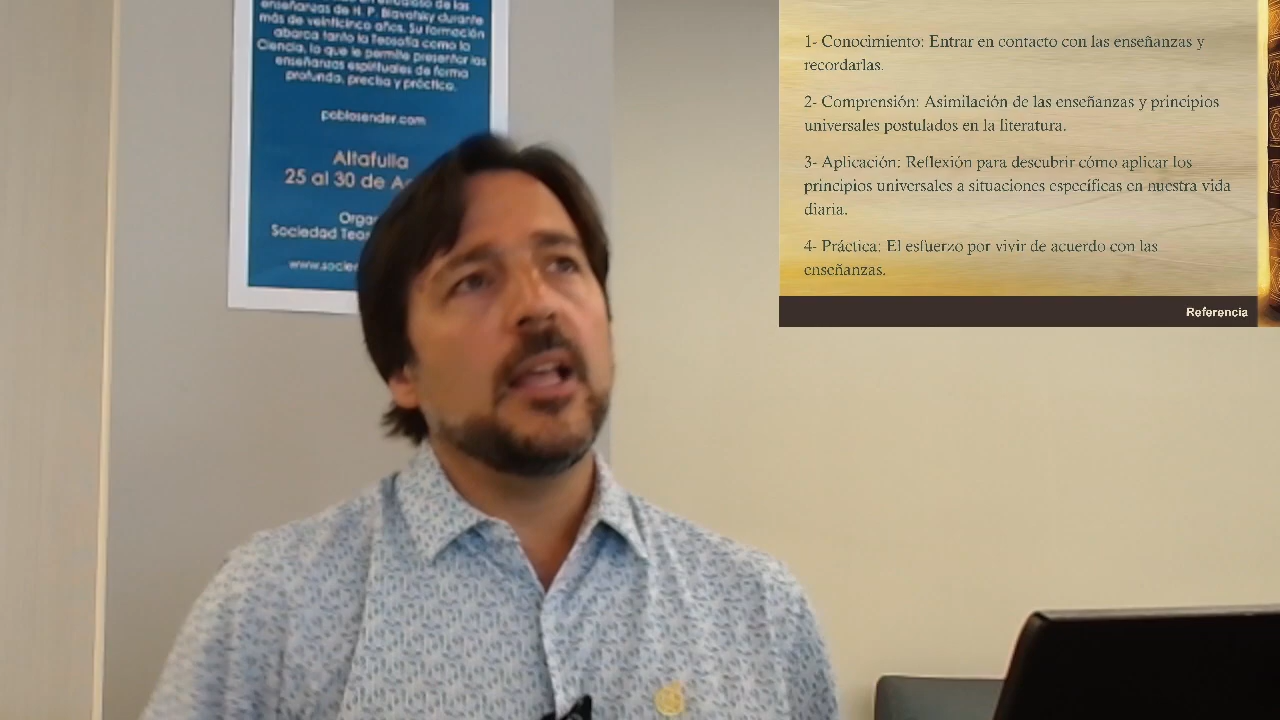 enseñanzas de H. P. Blavatsky durante
más de veinticinco años. Su formación
abarca tanto la Teosofía como la
Ciencia, lo que le permite presentar las
enseñanzas espirituales de forma
profunda, precisa y práctica.
pablosender.com
Altafulla
25 al 30 de
Sociedad
1- Conocimiento: Entrar en contacto con las enseñanzas y
recordarlas.
2- Comprensión: Asimilación de las enseñanzas y principios
universales postulados en la literatura.
3- Aplicación: Reflexión para descubrir cómo aplicar los
principios universales a situaciones específicas en nuestra vida
diaria.
4- Práctica: El esfuerzo por vivir de acuerdo con las
enseñanzas.
Referencia